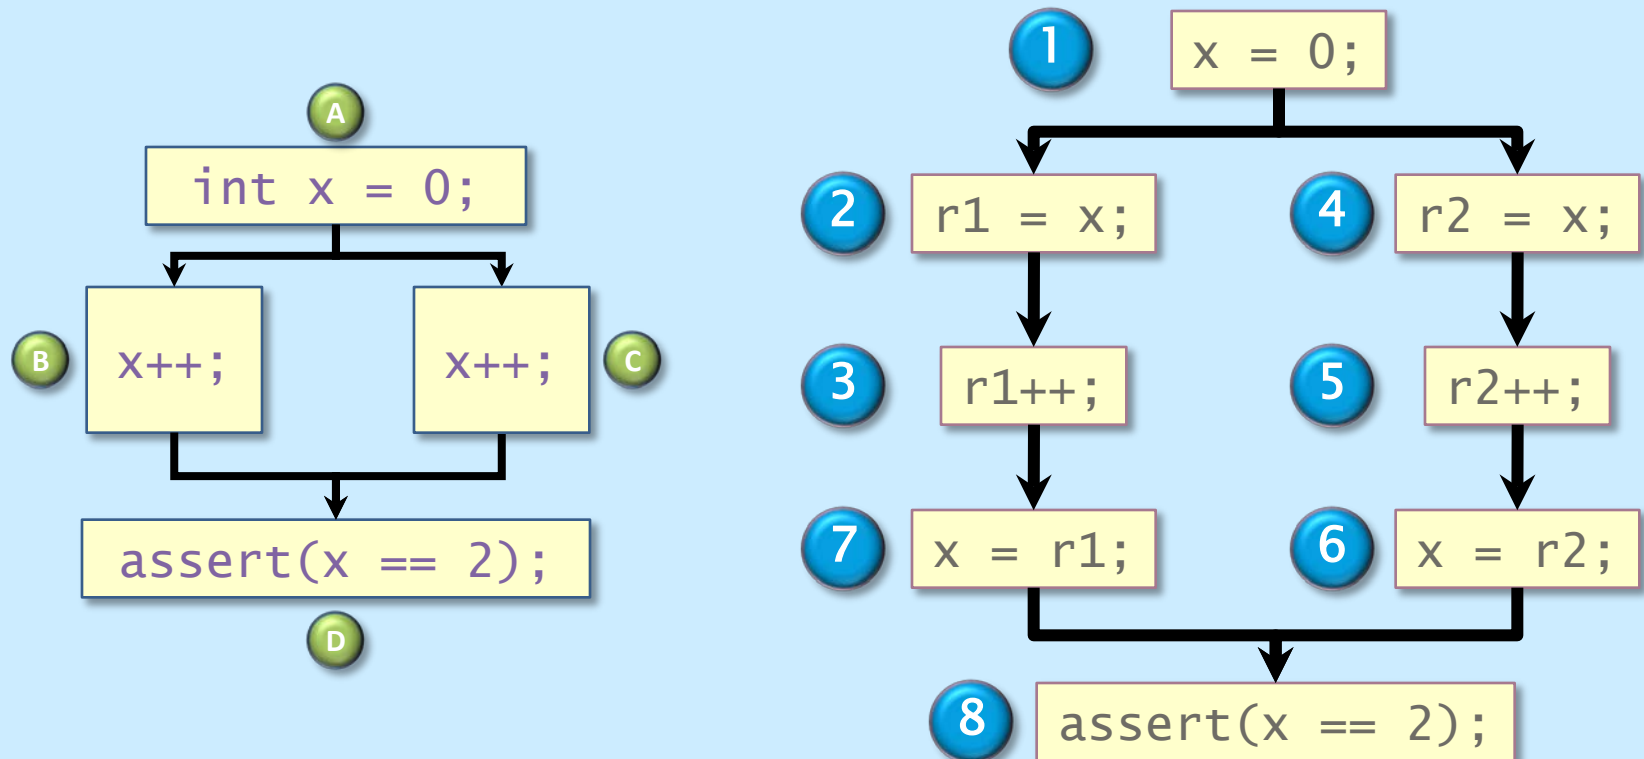 A
int x = 0;
B
x++;
x++;
C
assert(x == 2);
D
1
x = 0;
2
r1 = x;
4
r2 = x;
3
r1++;
5
r2++;
7
x = r1;
6
x = r2;
8
assert(x == 2);